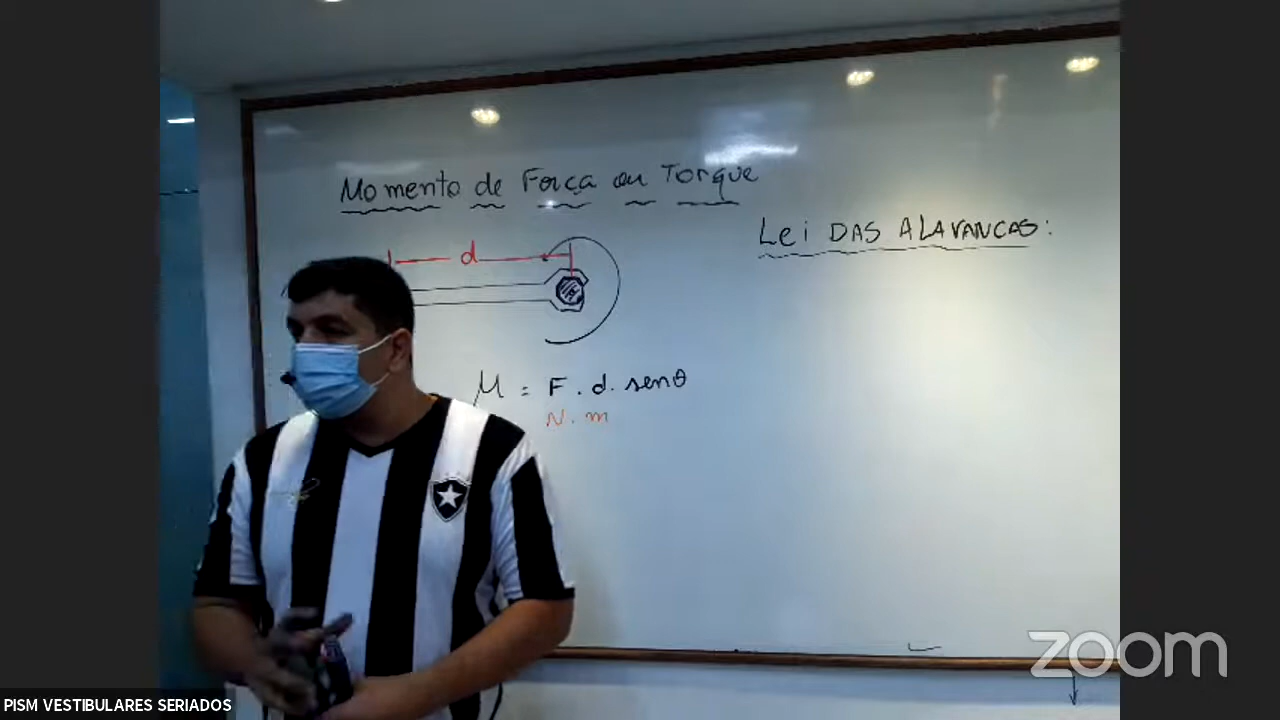 Momento de Força ou Torque
Lei DAS ALAVANCAS:
d
M = F . d . senθ
N . m
zoom
PISM VESTIBULARES SERIADOS